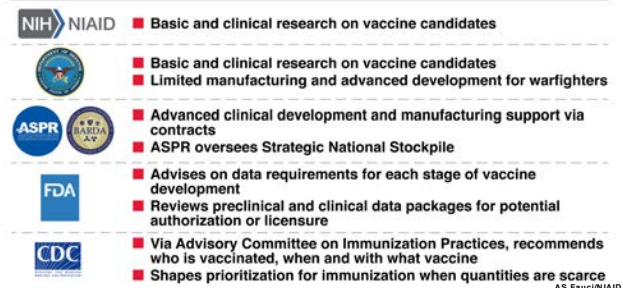 NIH NIAID
Basic and clinical research on vaccine candidates
Basic and clinical research on vaccine candidates
Limited manufacturing and advanced development for warfighters
ASPR BARDA
Advanced clinical development and manufacturing support via
contracts
ASPR oversees Strategic National Stockpile
FDA
Advises on data requirements for each stage of vaccine
development
Reviews preclinical and clinical data packages for potential
authorization or licensure
CDC
Via Advisory Committee on Immunization Practices, recommends
who is vaccinated, when and with what vaccine
Shapes prioritization for immunization when quantities are scarce
AS Fauci/NIAID